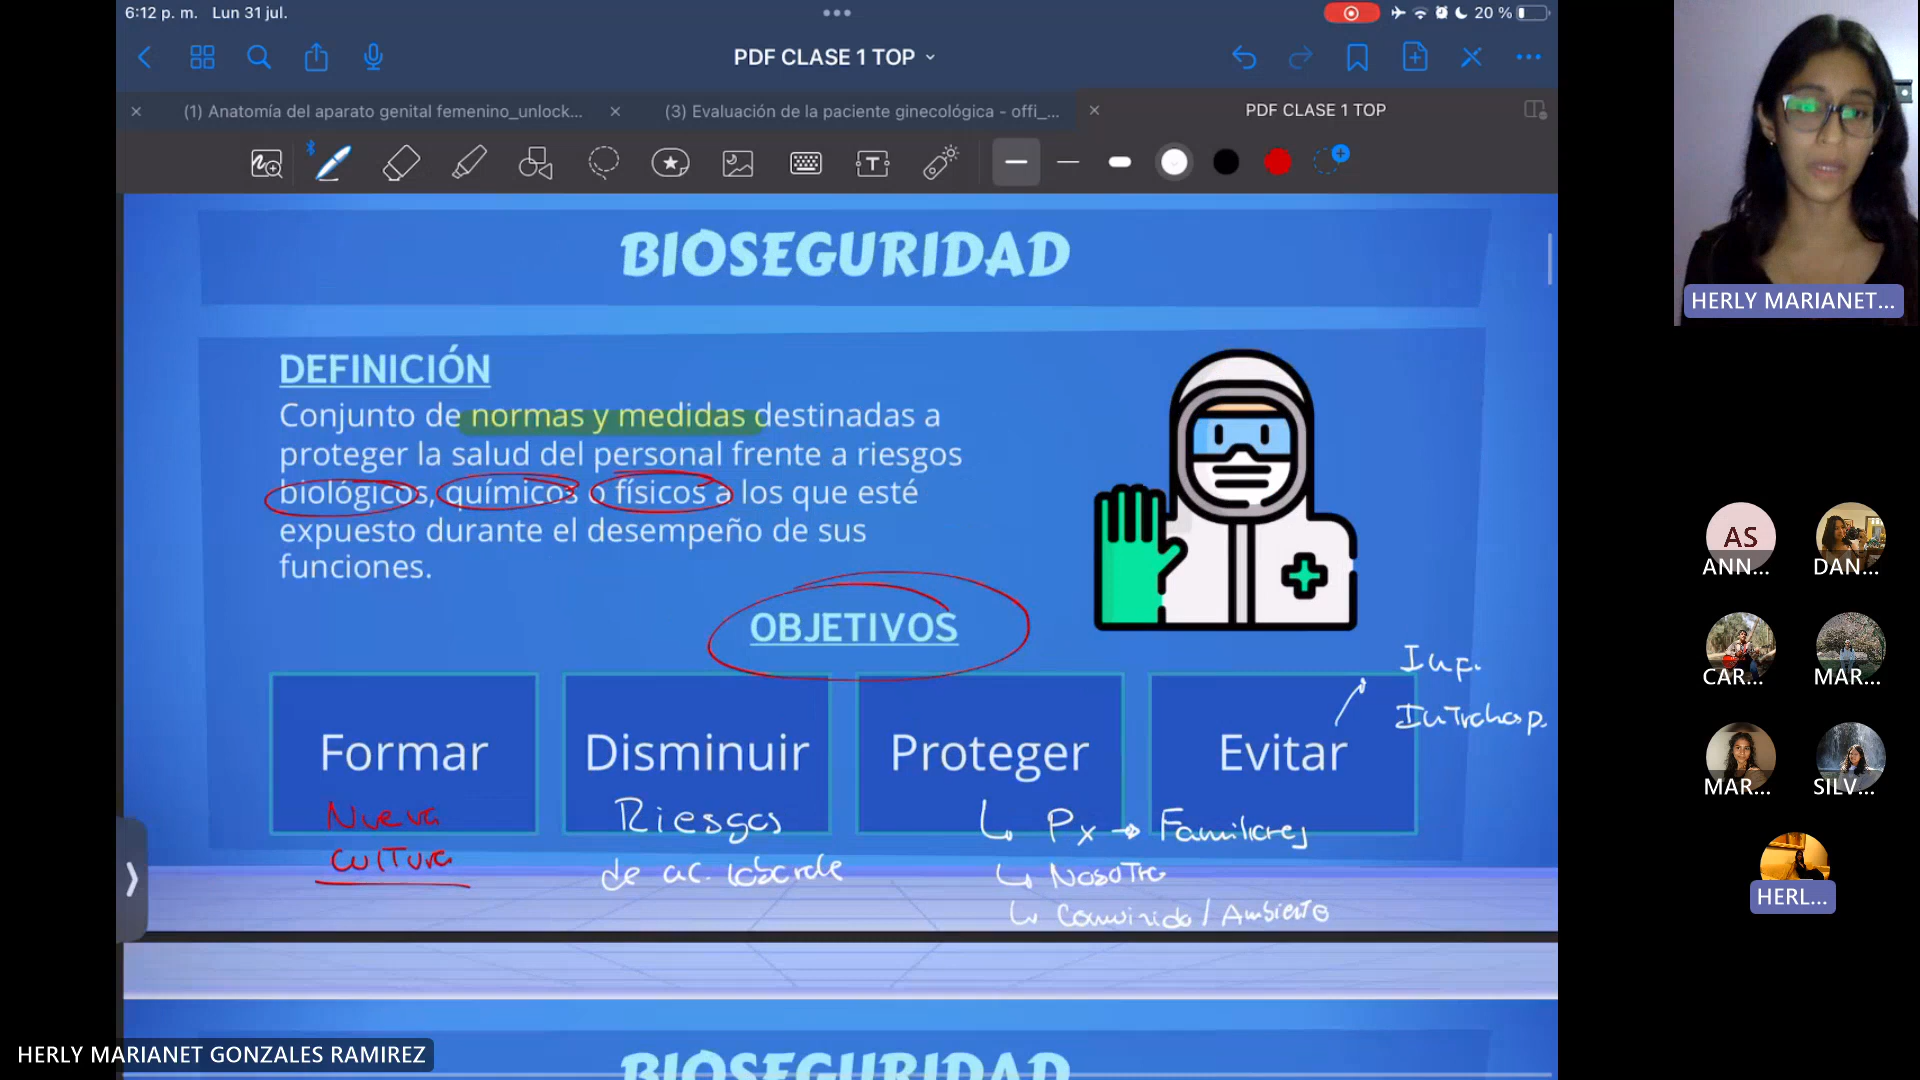 6:12 p. m. Lun 31 jul.
20 %
PDF CLASE 1 TOP
(1) Anatomía del aparato genital femenino_unlock...
(3) Evaluación de la paciente ginecológica - offi_...
PDF CLASE 1 TOP
BIOSEGURIDAD
DEFINICIÓN
Conjunto de normas y medidas destinadas a
proteger la salud del personal frente a riesgos
biológicos, químicos o físicos a los que esté
expuesto durante el desempeño de sus
funciones.
OBJETIVOS
Formar
Nueva
cultura
Disminuir
Riesgos
de ac. laborale
Proteger
Px → Familiares
Nosotro
Comunidad / Ambiente
Evitar
Inf.
Intrahosp.
BIOSEGURIDAD
HERLY MARIANET...
AS
ANN...
DAN...
CAR...
MAR...
MAR...
SILV...
HERL...
HERLY MARIANET GONZALES RAMIREZ